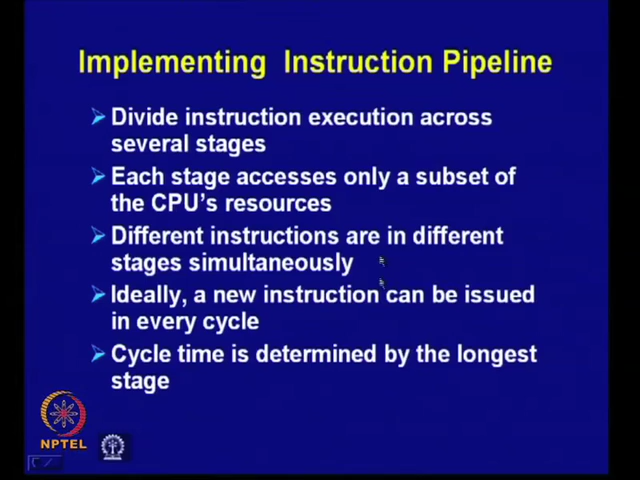 Implementing Instruction Pipeline
Divide instruction execution across
several stages
Each stage accesses only a subset of
the CPU's resources
Different instructions are in different
stages simultaneously
Ideally, a new instruction can be issued
in every cycle
Cycle time is determined by the longest
stage
NPTEL